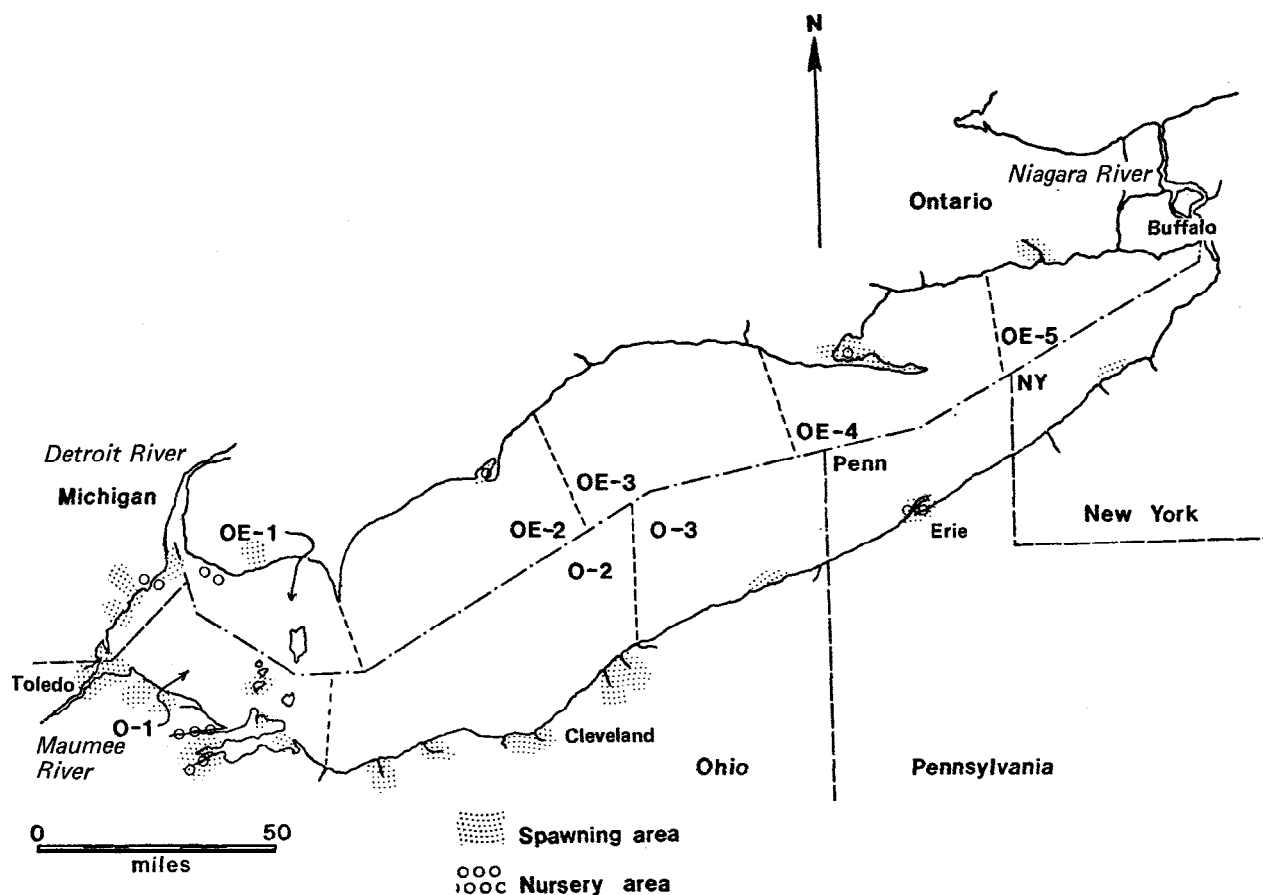 N
Niagara River
Ontario
Buffalo
OE-5
NY
OE-4
Penn
Detroit River
Michigan
OE-3
OE-1
OE-2
O-3
Erie
New York
O-2
Toledo
O-1
Cleveland
Maumee
River
Ohio
Pennsylvania
0 50
miles
Spawning area
Nursery area